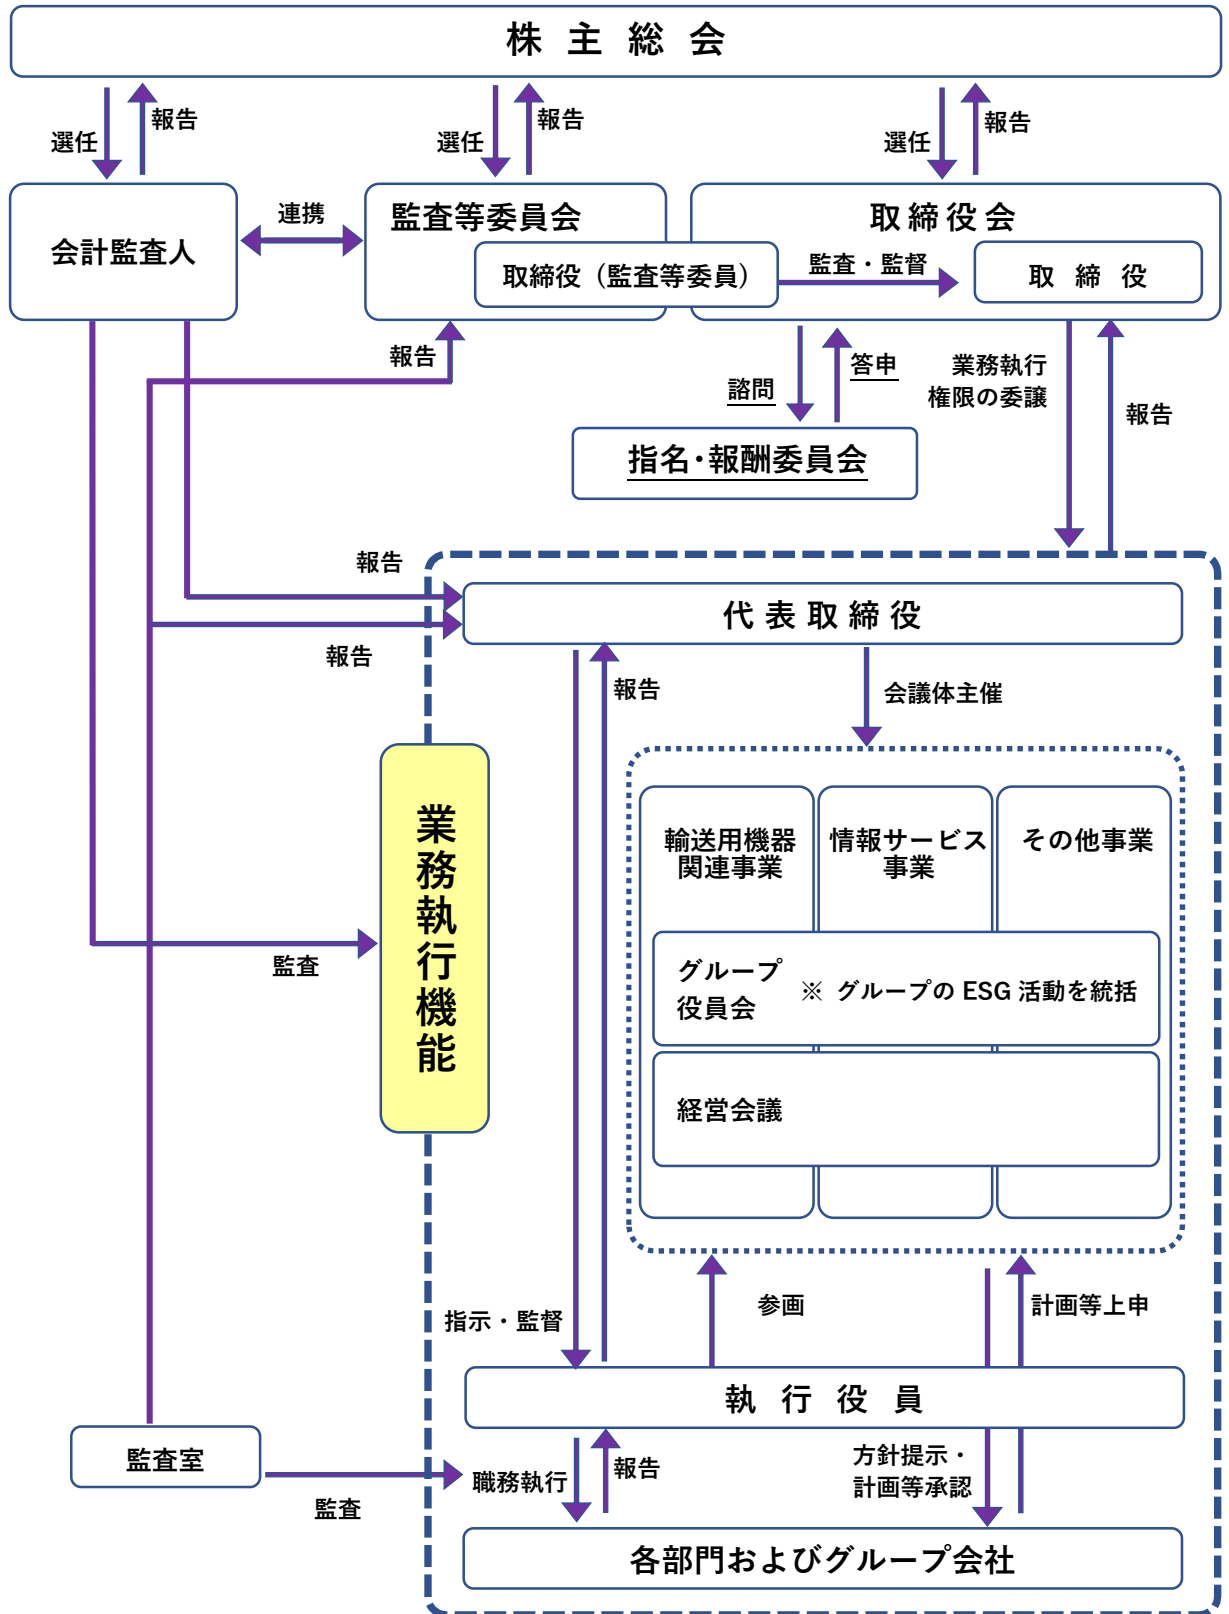 株主総会
選任
報告
選任
報告
選任
報告
会計監査人
連携
監査等委員会
取締役（監査等委員）
取締役会
監査・監督
取締役
報告
諮問
答申
業務執行
権限の委譲
報告
指名・報酬委員会
報告
代表取締役
報告
報告
会議体主催
業務執行機能
輸送用機器
関連事業
情報サービス
事業
その他事業
監査
グループ
役員会
※ グループの ESG 活動を統括
経営会議
指示・監督
参画
計画等上申
執行役員
監査室
監査
職務執行
報告
方針提示・
計画等承認
各部門およびグループ会社